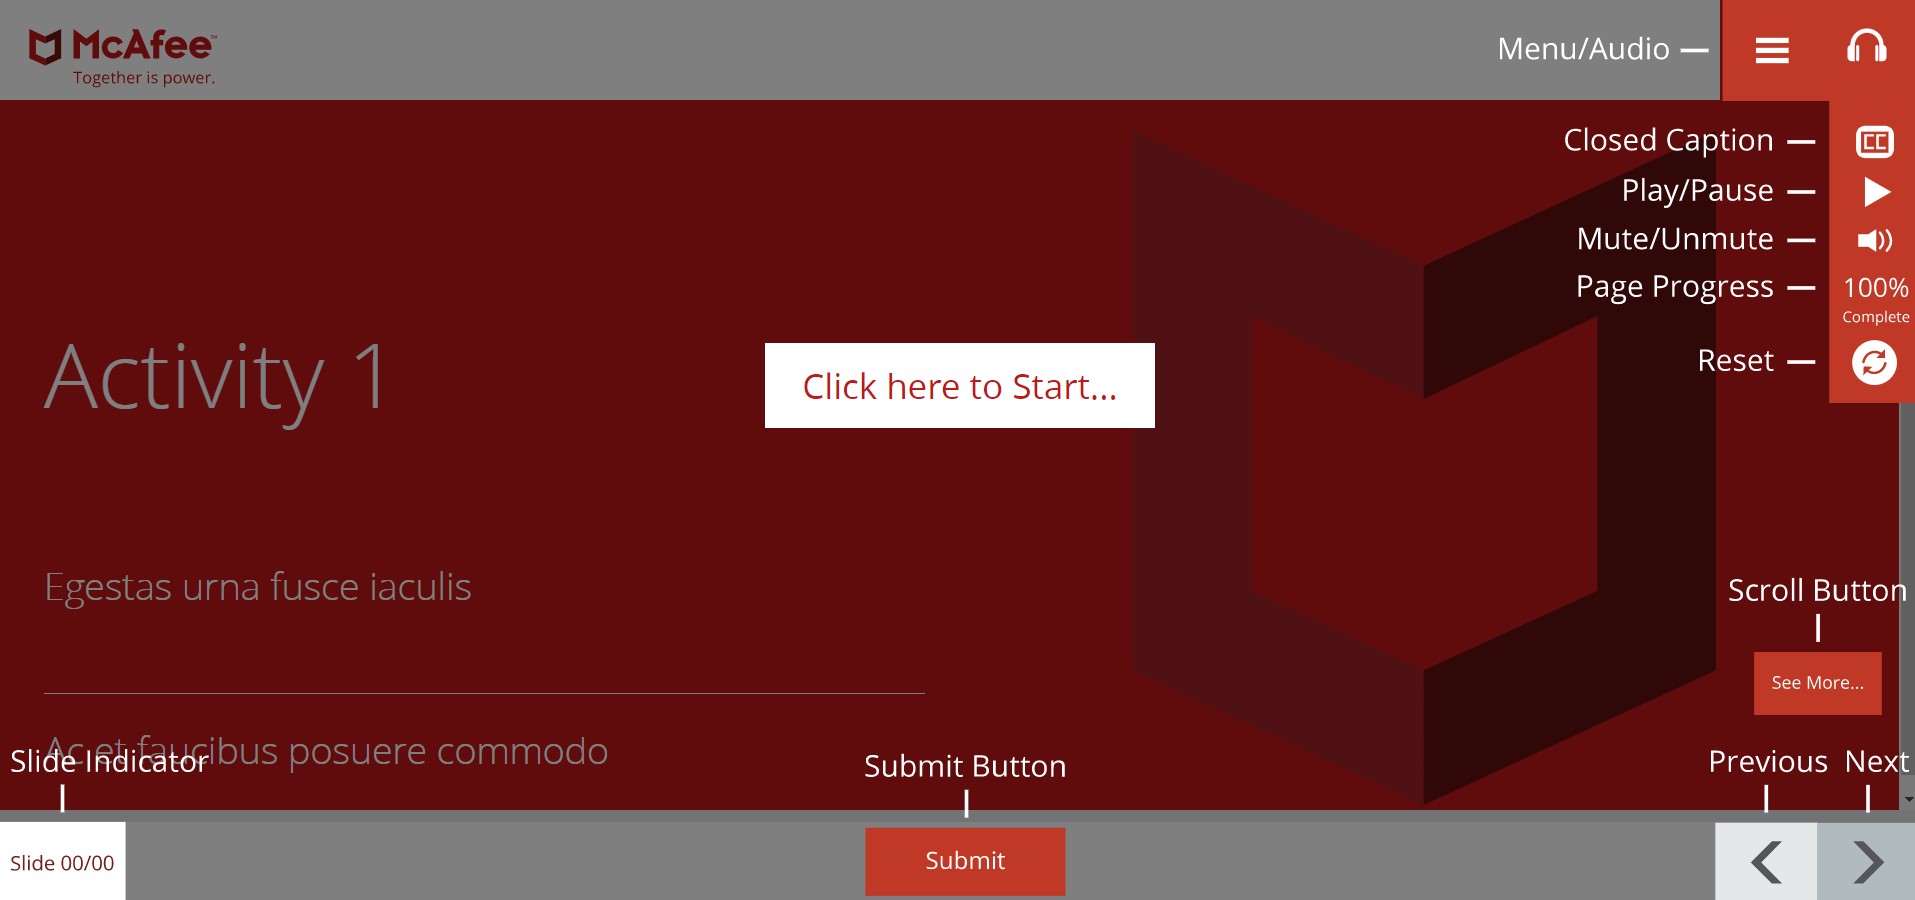 McAfee™
Together is power.
Menu/Audio
Closed Caption
CC
Play/Pause
Mute/Unmute
Page Progress
100%
Complete
Reset
Activity 1
Click here to Start...
Egestas urna fusce iaculis
Scroll Button
See More...
Ac et faucibus posuere commodo
Slide Indicator
Submit Button
Previous
Next
Slide 00/00
Submit